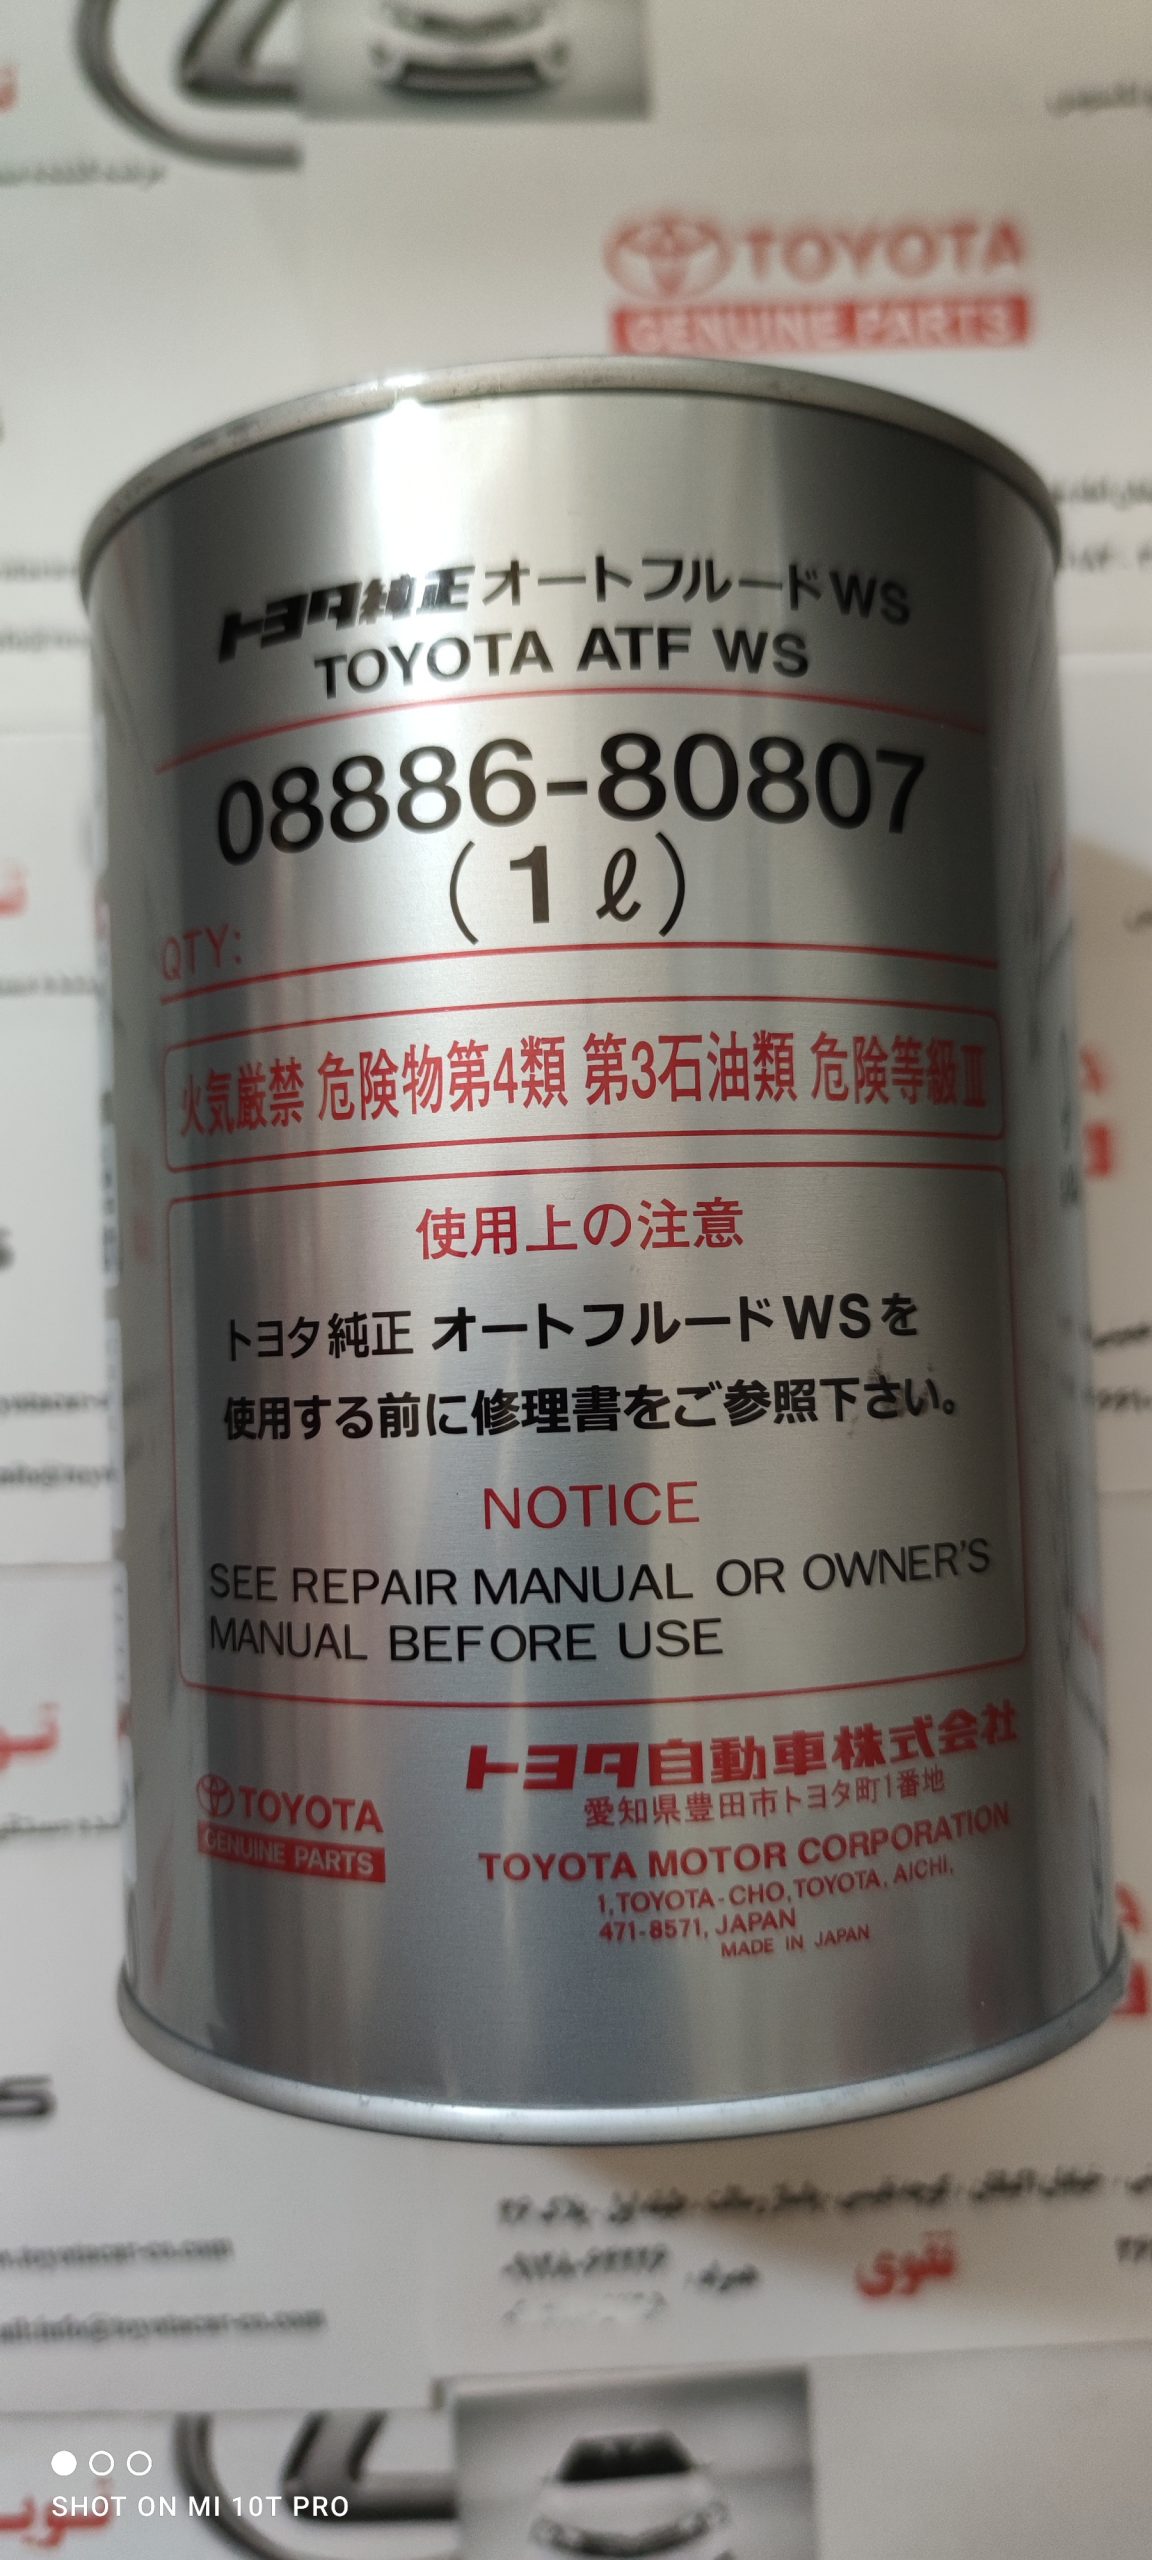 TOYOTA
GENUINE PARTS
トヨタ純正オートフルードWS
TOYOTA ATF WS
08886-80807
(1ℓ)
QTY:
火気厳禁 危険物第4類 第3石油類 危険等級Ⅲ
使用上の注意
トヨタ純正 オートフルードWSを
使用する前に修理書をご参照下さい。
NOTICE
SEE REPAIR MANUAL OR OWNER'S
MANUAL BEFORE USE
トヨタ自動車株式会社
愛知県豊田市トヨタ町1番地
TOYOTA
GENUINE PARTS
TOYOTA MOTOR CORPORATION
1,TOYOTA-CHO,TOYOTA, AICHI,
471-8571, JAPAN
MADE IN JAPAN
SHOT ON MI 10T PRO